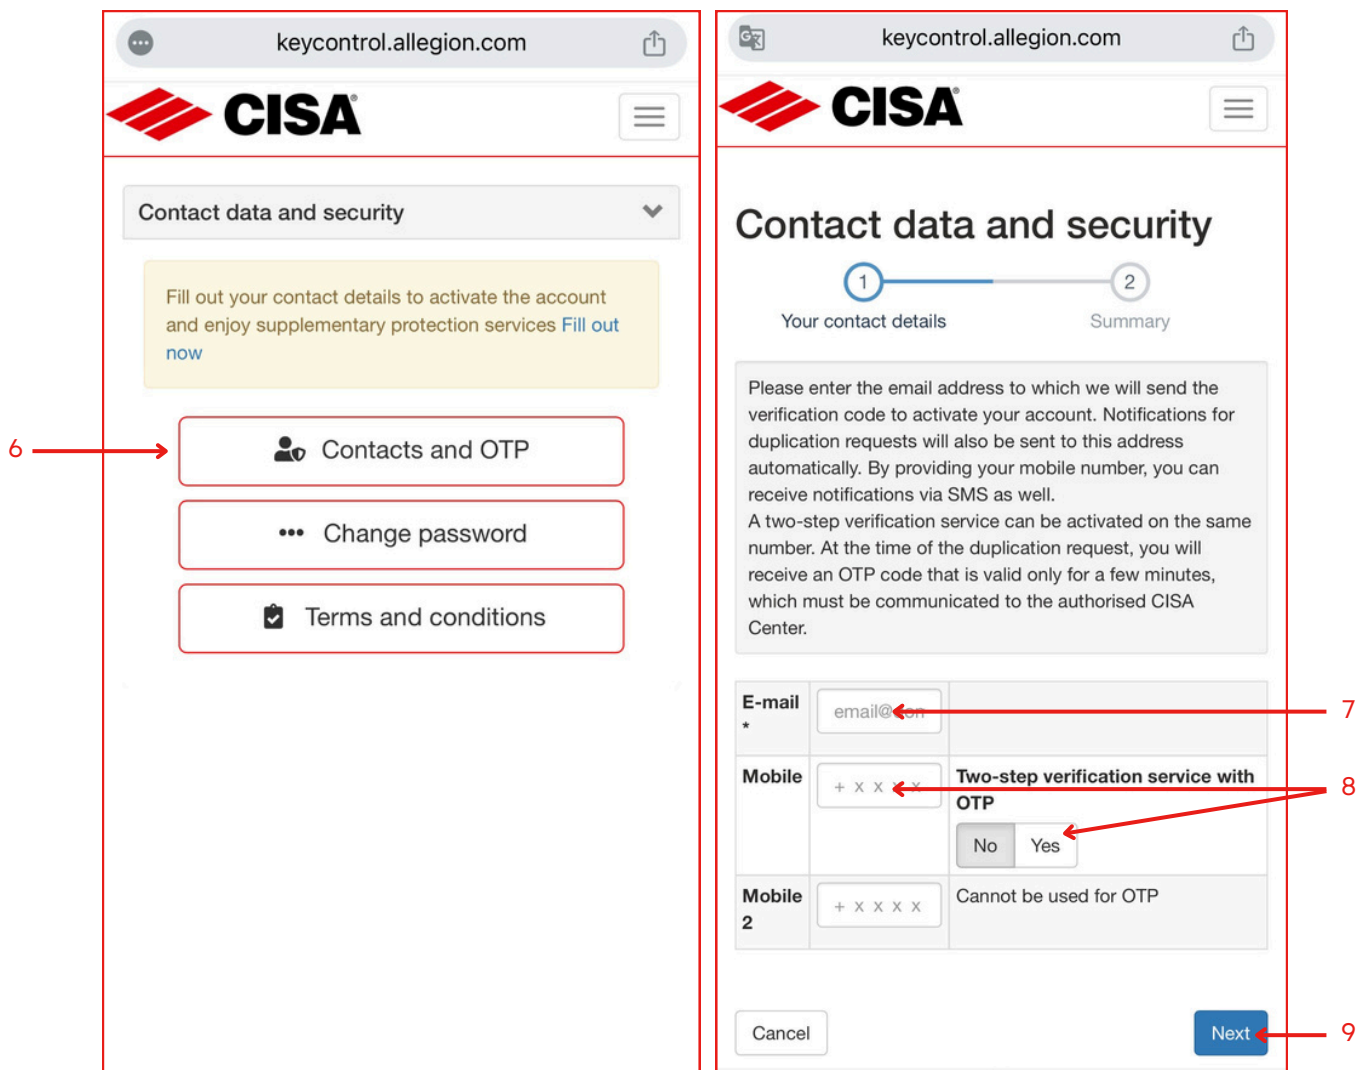 keycontrol.allegion.com
CISA®
Contact data and security
Fill out your contact details to activate the account
and enjoy supplementary protection services Fill out
now
6
Contacts and OTP
Change password
Terms and conditions
keycontrol.allegion.com
CISA®
Contact data and security
1
2
Your contact details
Summary
Please enter the email address to which we will send the
verification code to activate your account. Notifications for
duplication requests will also be sent to this address
automatically. By providing your mobile number, you can
receive notifications via SMS as well.
A two-step verification service can be activated on the same
number. At the time of the duplication request, you will
receive an OTP code that is valid only for a few minutes,
which must be communicated to the authorised CISA
Center.
E-mail
*
email@
7
Mobile
+ x x x x
Two-step verification service with
OTP
No Yes
8
Mobile
2
+ x x x x
Cannot be used for OTP
Cancel
Next
9